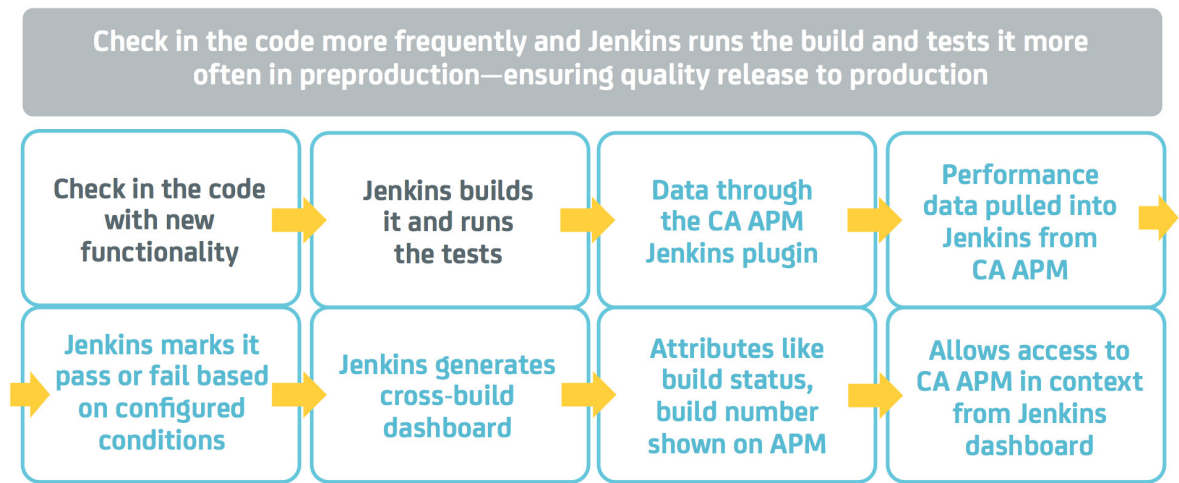 Check in the code more frequently and Jenkins runs the build and tests it more
often in preproduction—ensuring quality release to production
Check in the code
with new
functionality
Jenkins builds
it and runs
the tests
Data through
the CA APM
Jenkins plugin
Performance
data pulled into
Jenkins from
CA APM
Jenkins marks it
pass or fail based
on configured
conditions
Jenkins generates
cross-build
dashboard
Attributes like
build status,
build number
shown on APM
Allows access to
CA APM in context
from Jenkins
dashboard